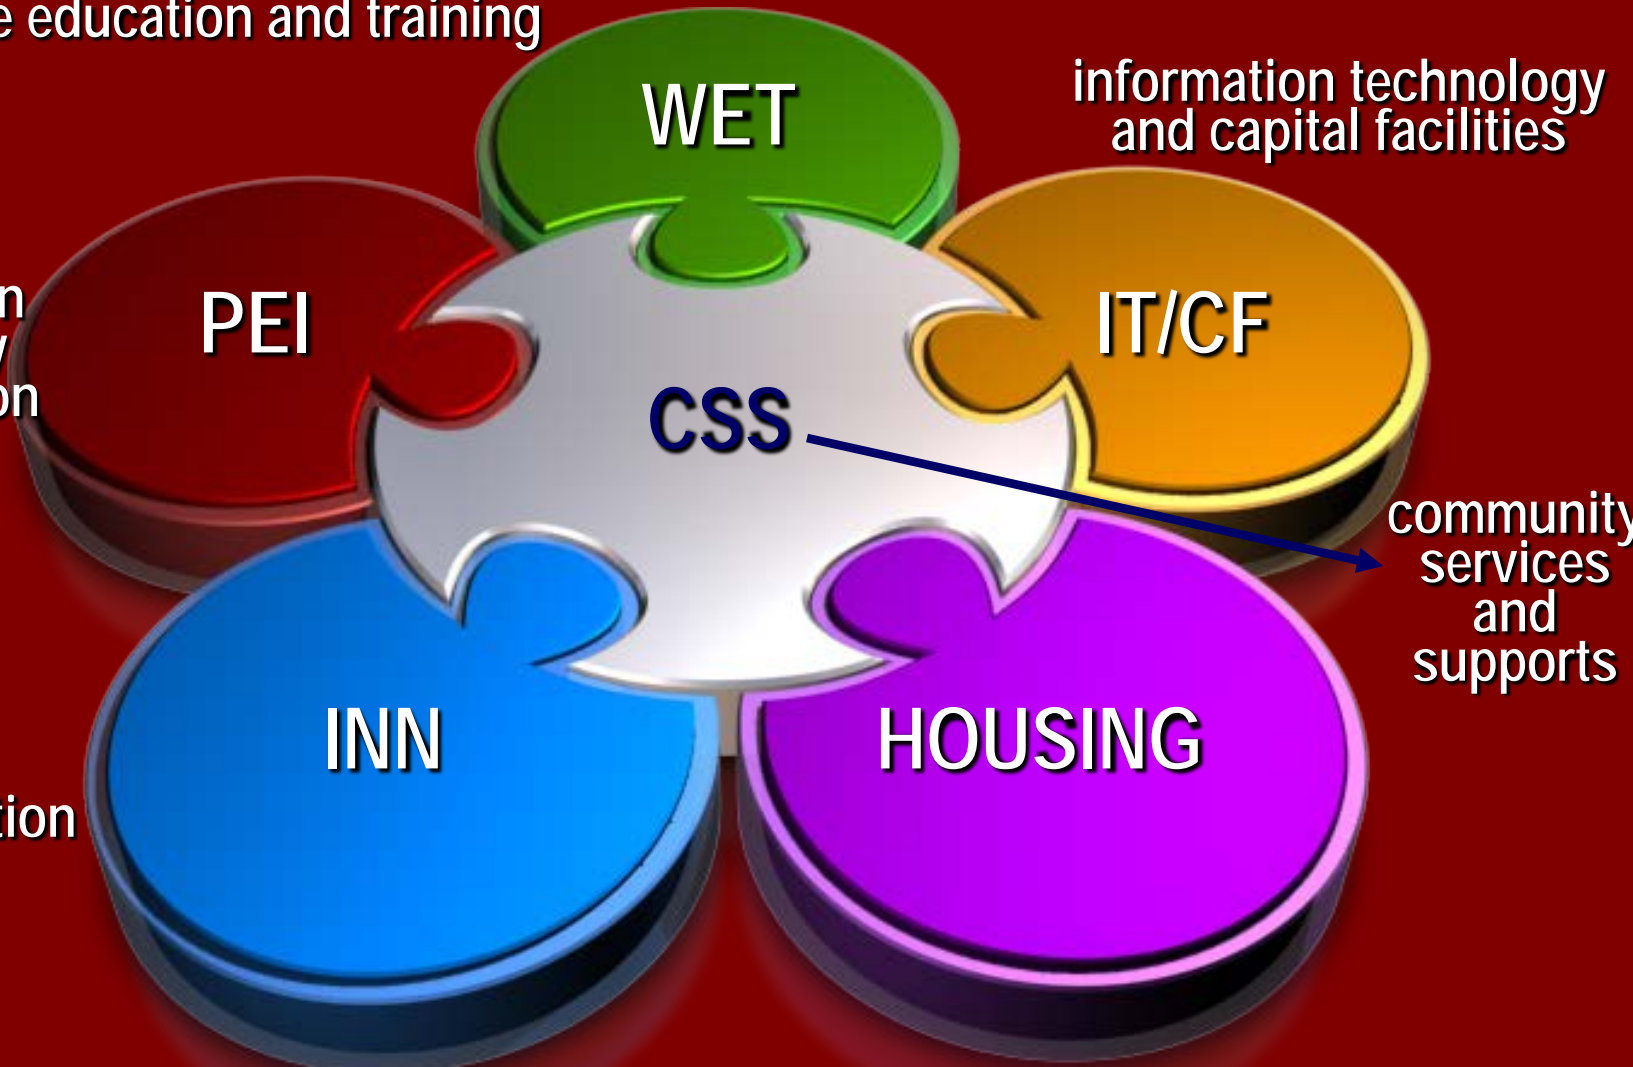 education and training
WET
information technology
and capital facilities
PEI
IT/CF
CSS
community
services
and
supports
INN
HOUSING